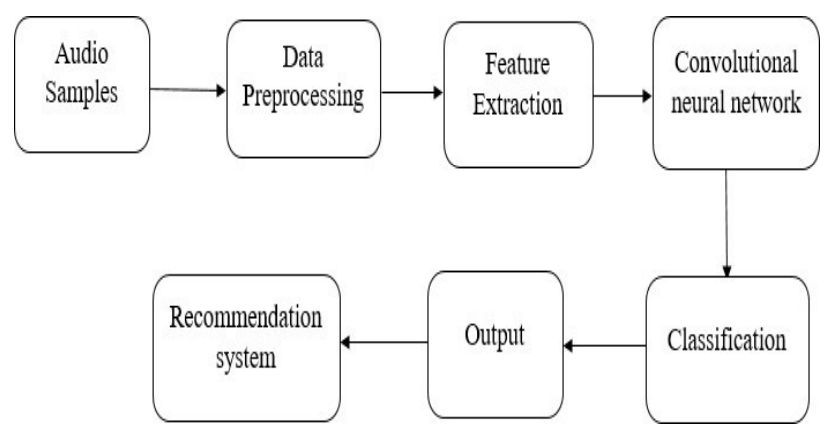 Audio
Samples
Data
Preprocessing
Feature
Extraction
Convolutional
neural network
Classification
Output
Recommendation
system